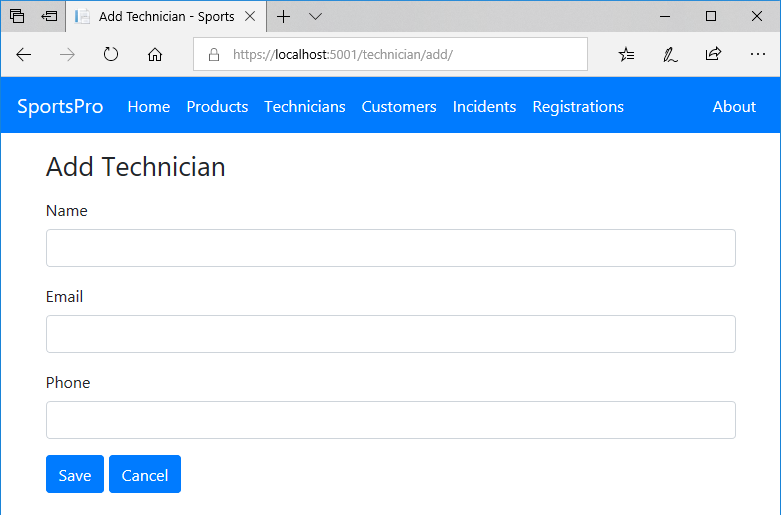 Add Technician - Sports
https://localhost:5001/technician/add/
SportsPro Home Products Technicians Customers Incidents Registrations About
Add Technician
Name
Email
Phone
Save Cancel